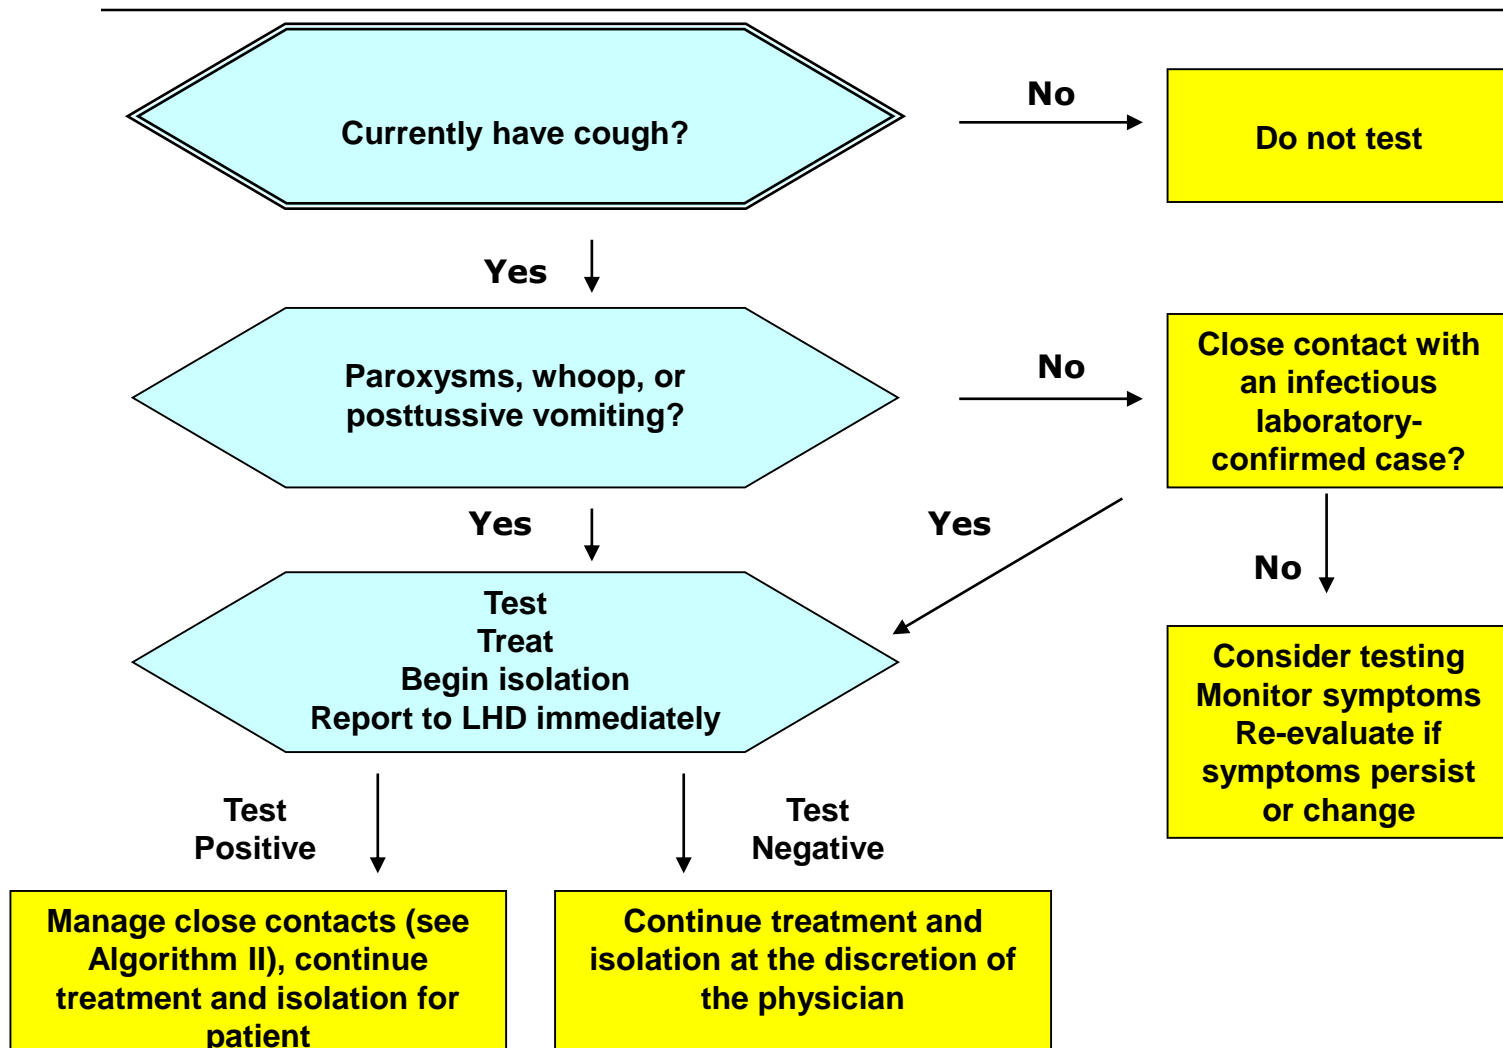 Currently have cough?
No
Do not test
Yes
Paroxysms, whoop, or
posttussive vomiting?
No
Close contact with
an infectious
laboratory-
confirmed case?
Yes
Yes
No
Test
Treat
Begin isolation
Report to LHD immediately
Consider testing
Monitor symptoms
Re-evaluate if
symptoms persist
or change
Test
Positive
Test
Negative
Manage close contacts (see
Algorithm II), continue
treatment and isolation for
patient
Continue treatment and
isolation at the discretion of
the physician